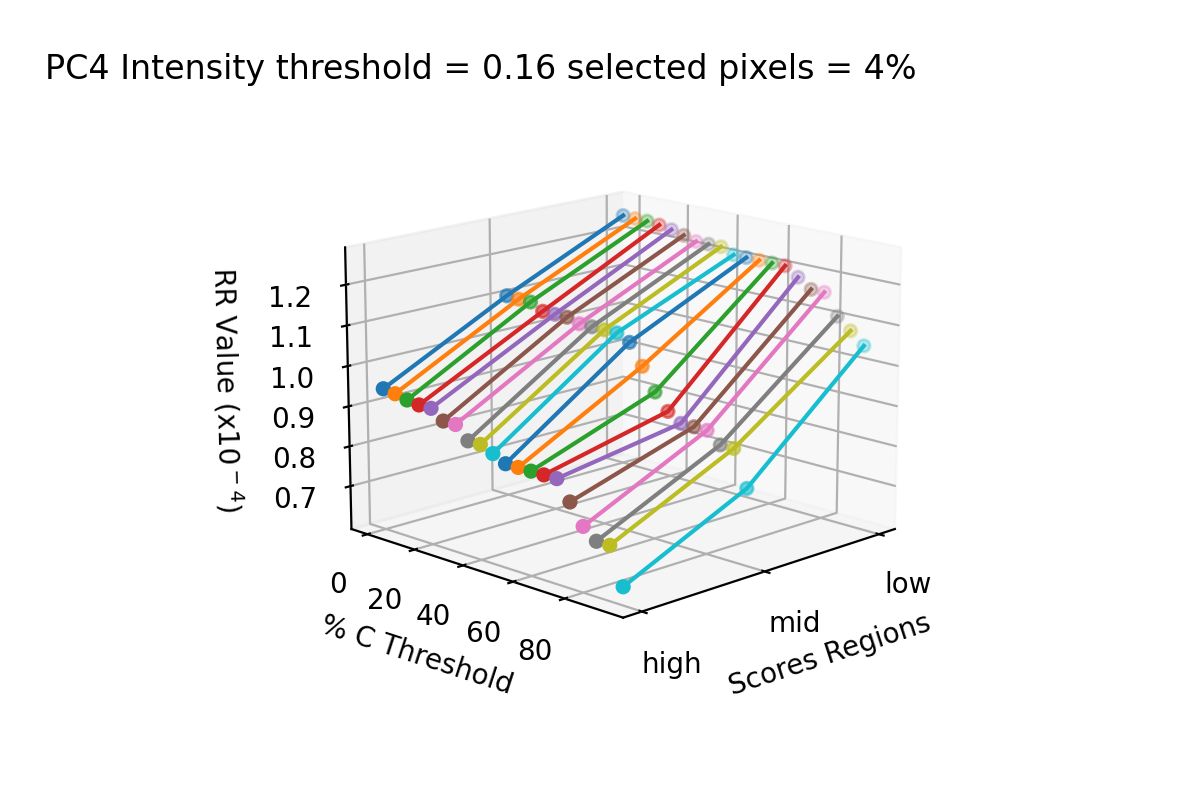 PC4 Intensity threshold = 0.16 selected pixels = 4%
RR Value (x10⁻⁴)
1.2
1.1
1.0
0.9
0.8
0.7
0
20
40
60
80
% C Threshold
high
mid
low
Scores Regions